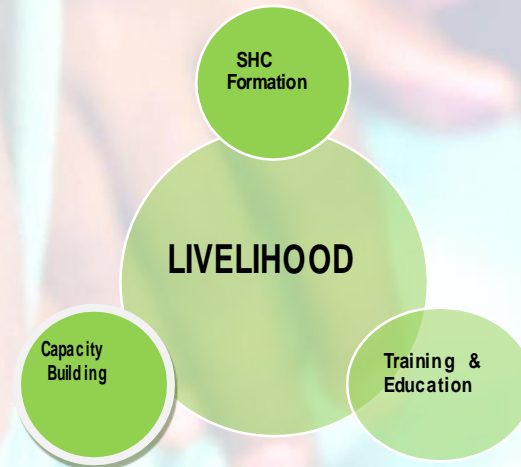 SHC
Formation
LIVELIHOOD
Capacity
Building
Training &
Education